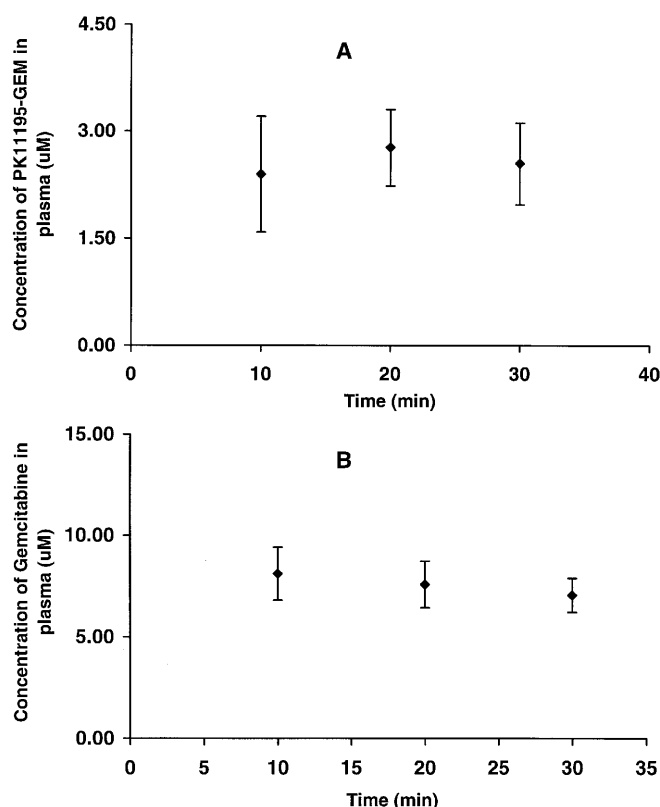 4.50
A
3.00
1.50
0.00
Concentration of PK11195-GEM in
plasma (uM)
0 10 20 30 40
Time (min)
15.00
B
10.00
5.00
0.00
Concentration of Gemcitabine in
plasma (uM)
0 5 10 15 20 25 30 35
Time (min)